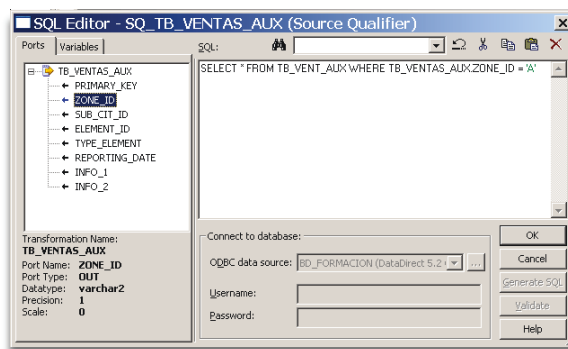 SQL Editor - SQ_TB_VENTAS_AUX (Source Qualifier)
Ports Variables
SQL:
TB_VENTAS_AUX
PRIMARY_KEY
ZONE_ID
SUB_CIT_ID
ELEMENT_ID
TYPE_ELEMENT
REPORTING_DATE
INFO_1
INFO_2
SELECT * FROM TB_VENT_AUX WHERE TB_VENTAS_AUX.ZONE_ID = 'A'
Transformation Name:
TB_VENTAS_AUX
Port Name: ZONE_ID
Port Type: OUT
Datatype: varchar2
Precision: 1
Scale: 0
Connect to database:
ODBC data source: BD_FORMACION (DataDirect 5.2 ...
Username:
Password:
OK
Cancel
Generate SQL
Validate
Help